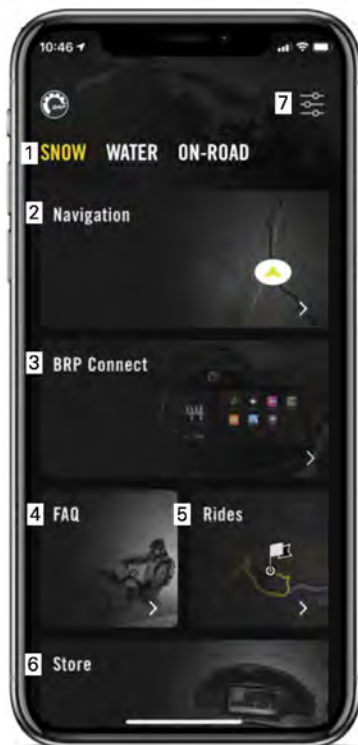 10:46
7
1 SNOW WATER ON-ROAD
2 Navigation
3 BRP Connect
44
4 FAQ
5 Rides
6 Store